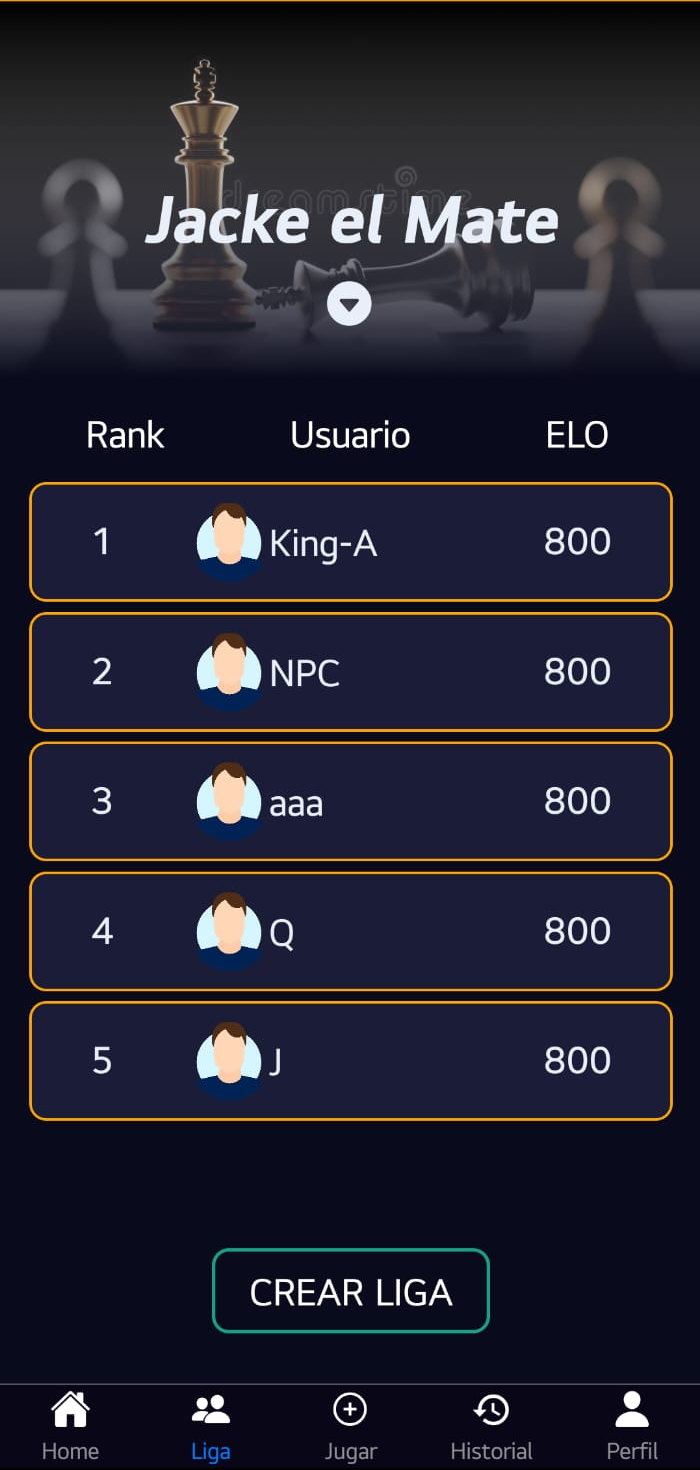 dreamstime
Jacke el Mate
Rank Usuario ELO
1 King-A 800
2 NPC 800
3 aaa 800
4 Q 800
5 J 800
CREAR LIGA
Home Liga Jugar Historial Perfil